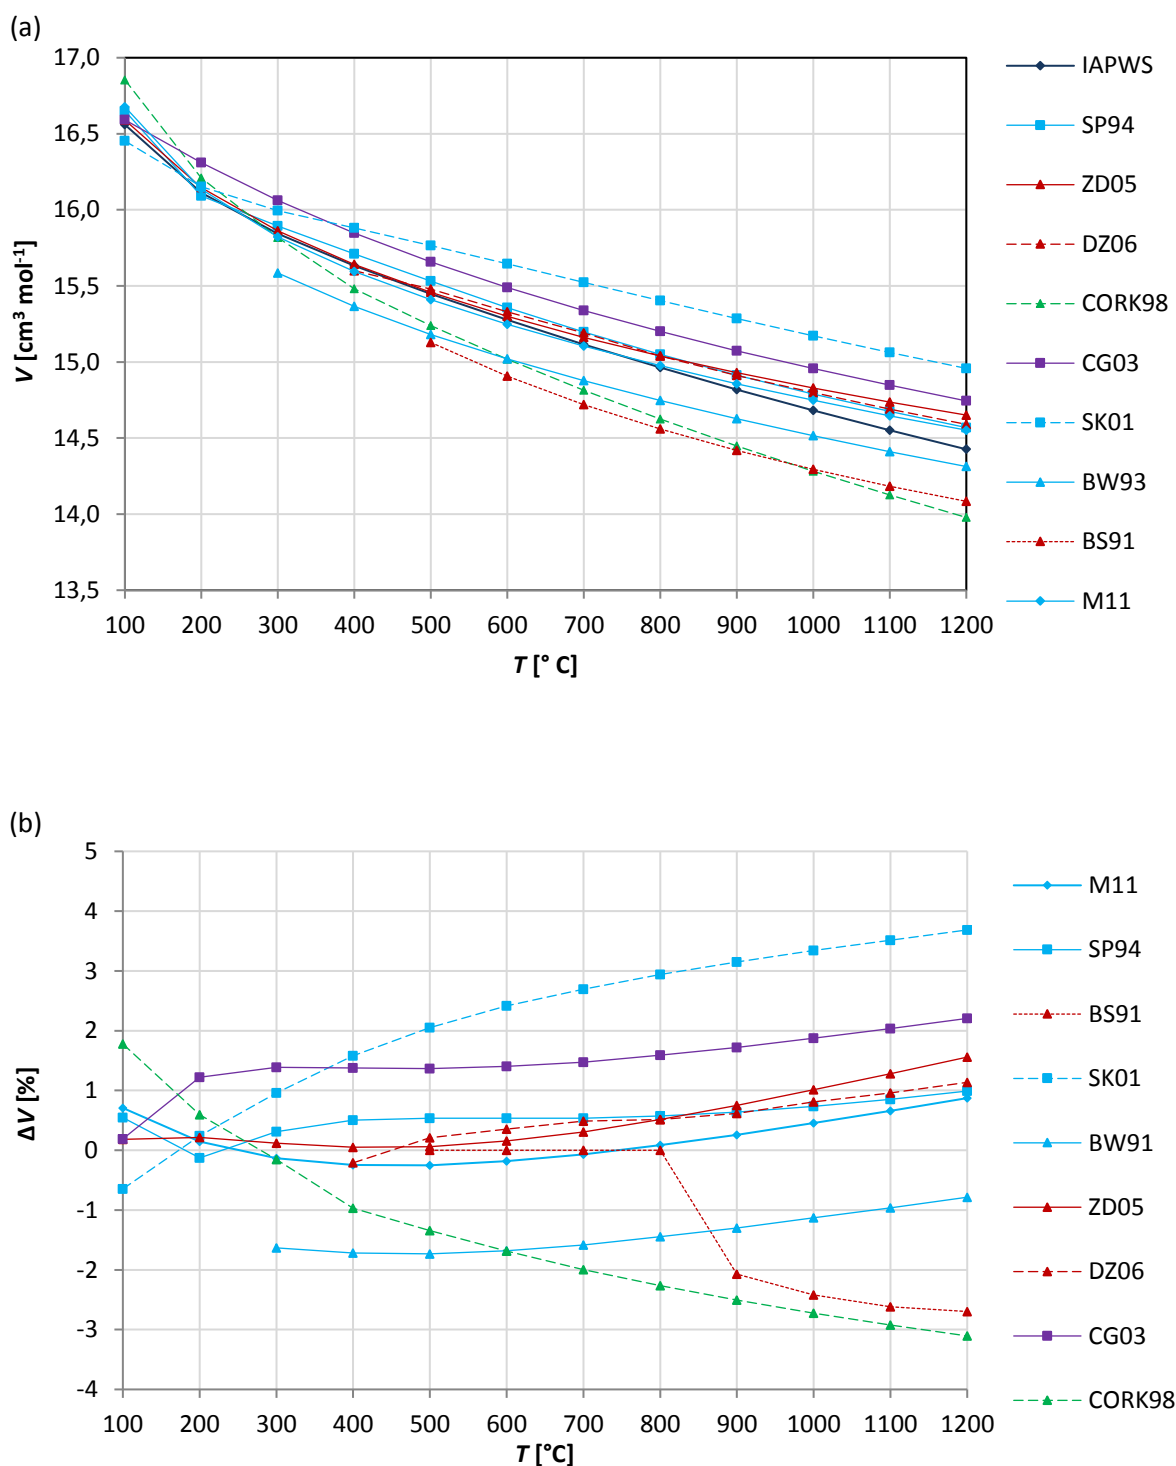 (a)
17,0
16,5
16,0
15,5
15,0
14,5
14,0
13,5
V [cm³ mol⁻¹]
100 200 300 400 500 600 700 800 900 1000 1100 1200
T [° C]
IAPWS
SP94
ZD05
DZ06
CORK98
CG03
SK01
BW93
BS91
M11
(b)
5
4
3
2
1
0
-1
-2
-3
-4
ΔV [%]
100 200 300 400 500 600 700 800 900 1000 1100 1200
T [°C]
M11
SP94
BS91
SK01
BW91
ZD05
DZ06
CG03
CORK98